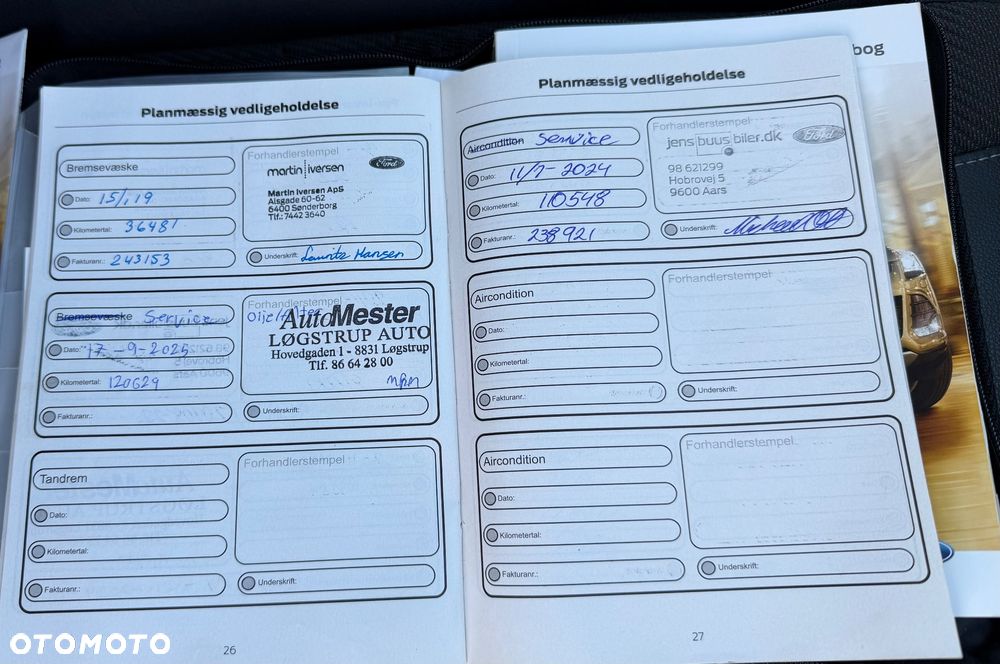 bog
Planmæssig vedligeholdelse
Bremsevæske
Dato: 15/1 19
Kilometertal: 36481
Fakturanr.: 243153
Forhandlerstempel
martin iversen
Ford
Martin Iversen ApS
Alsgade 60-62
6400 Sønderborg
Tlf.: 7442 3640
Underskrift: Lauritz Hansen
Bremsevæske Service
Dato: 17-9-2025
Kilometertal: 120629
Fakturanr.:
Forhandlerstempel
Oliefilter
AutoMester
LØGSTRUP AUTO
Hovedgaden 1 - 8831 Løgstrup
Tlf. 86 64 28 00
Underskrift:
Tandrem
Dato:
Kilometertal:
Fakturanr.:
Forhandlerstempel
Underskrift:
26
Planmæssig vedligeholdelse
Aircondition Service
Dato: 11/7-2024
Kilometertal: 110548
Fakturanr.: 238921
Forhandlerstempel
jens buus biler.dk
Ford
98 621299
Hobrovej 5
9600 Aars
Underskrift:
Aircondition
Dato:
Kilometertal:
Fakturanr.:
Forhandlerstempel
Underskrift:
Aircondition
Dato:
Kilometertal:
Fakturanr.:
Forhandlerstempel
Underskrift:
27
OTOMOTO